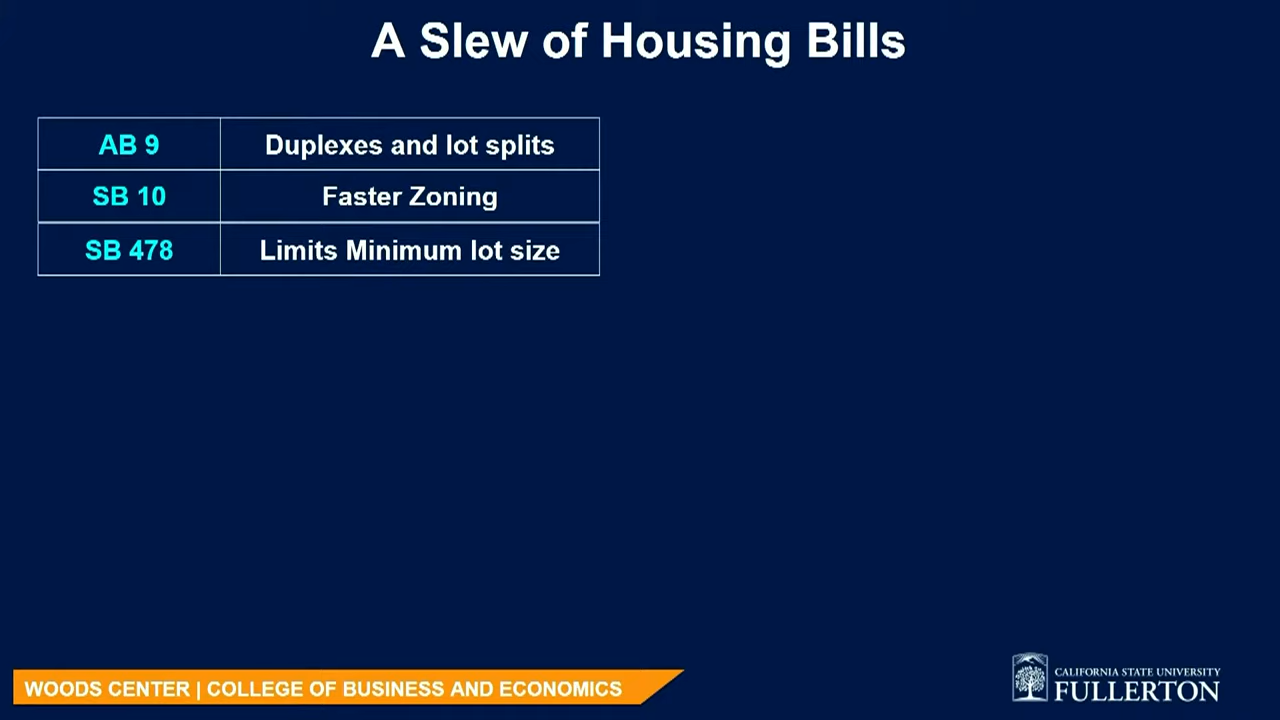 A Slew of Housing Bills
AB 9 Duplexes and lot splits
SB 10 Faster Zoning
SB 478 Limits Minimum lot size
WOODS CENTER | COLLEGE OF BUSINESS AND ECONOMICS
CALIFORNIA STATE UNIVERSITY
FULLERTON